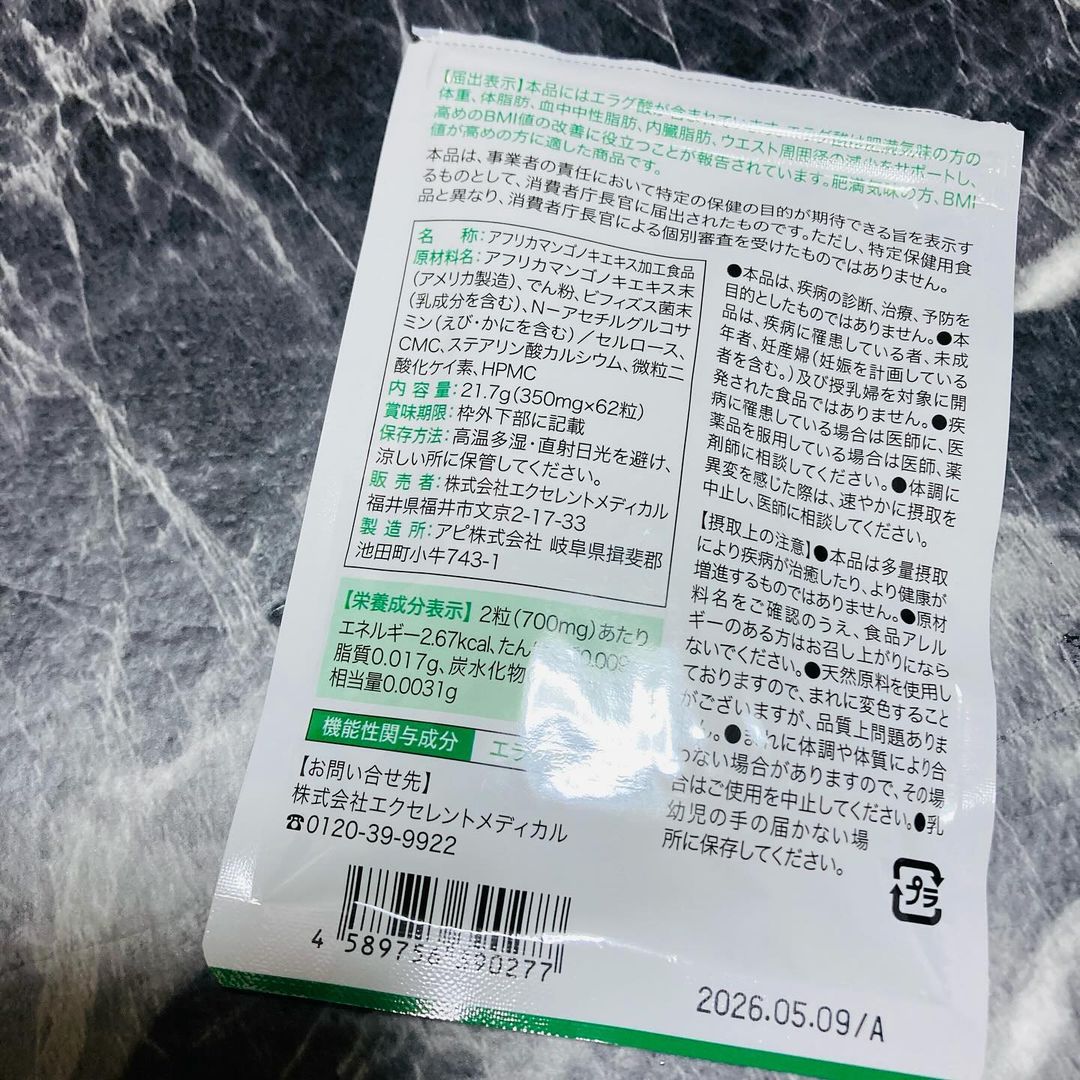 【届出表示】本品にはエラグ酸が含まれています。エラグ酸は肥満気味の方の
体重、体脂肪、血中中性脂肪、内臓脂肪、ウエスト周囲径の減少をサポートし、
高めのBMI値の改善に役立つことが報告されています。肥満気味の方、BMI
値が高めの方に適した商品です。
本品は、事業者の責任において特定の保健の目的が期待できる旨を表示す
るものとして、消費者庁長官に届出されたものです。ただし、特定保健用食
品と異なり、消費者庁長官による個別審査を受けたものではありません。
名 称：アフリカマンゴノキエキス加工食品
原材料名：アフリカマンゴノキエキス末
(アメリカ製造)、でん粉、ビフィズス菌末
(乳成分を含む)、N－アセチルグルコサ
ミン(えび・かにを含む)／セルロース、
CMC、ステアリン酸カルシウム、微粒二
酸化ケイ素、HPMC
内 容 量：21.7g(350mg×62粒)
賞味期限：枠外下部に記載
保存方法：高温多湿・直射日光を避け、
涼しい所に保管してください。
販 売 者：株式会社エクセレントメディカル
福井県福井市文京2-17-33
製 造 所：アピ株式会社 岐阜県揖斐郡
池田町小牛743-1
【栄養成分表示】2粒(700mg)あたり
エネルギー2.67kcal、たん
脂質0.017g、炭水化物
相当量0.0031g
機能性関与成分 エラ
【お問い合せ先】
株式会社エクセレントメディカル
☎0120-39-9922
4 589756 590277
●本品は、疾病の診断、治療、予防を
目的としたものではありません。●本
品は、疾病に罹患している者、未成
年者、妊産婦(妊娠を計画している
者を含む。)及び授乳婦を対象に開
発された食品ではありません。●疾
病に罹患している場合は医師に、医
薬品を服用している場合は医師、薬
剤師に相談してください。●体調に
異変を感じた際は、速やかに摂取を
中止し、医師に相談してください。
【摂取上の注意】●本品は多量摂取
により疾病が治癒したり、より健康が
増進するものではありません。●原材
料名をご確認のうえ、食品アレル
ギーのある方はお召し上がりになら
ないでください。●天然原料を使用し
ておりますので、まれに変色すること
がございますが、品質上問題ありま
ん。●まれに体調や体質により合
わない場合がありますので、その場
合はご使用を中止してください。●乳
幼児の手の届かない場
所に保存してください。
プラ
2026.05.09/A